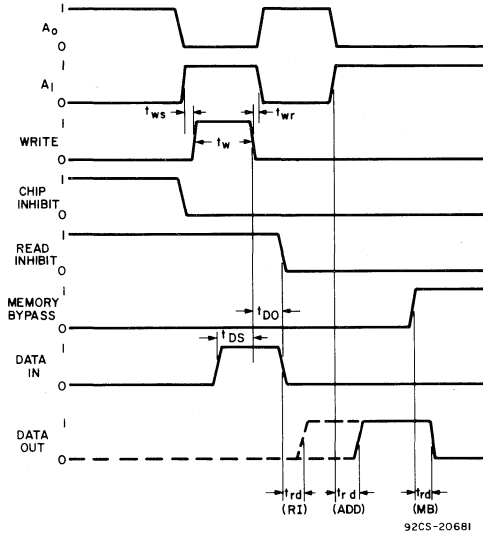 1
A0
0
1
A1
0
tws
twr
1
WRITE
tw
0
1
CHIP
INHIBIT
0
1
READ
INHIBIT
0
1
MEMORY
BYPASS
tDO
0
tDS
1
DATA
IN
0
1
DATA
OUT
0
trd
(RI)
trd
(ADD)
trd
(MB)
92CS-20681